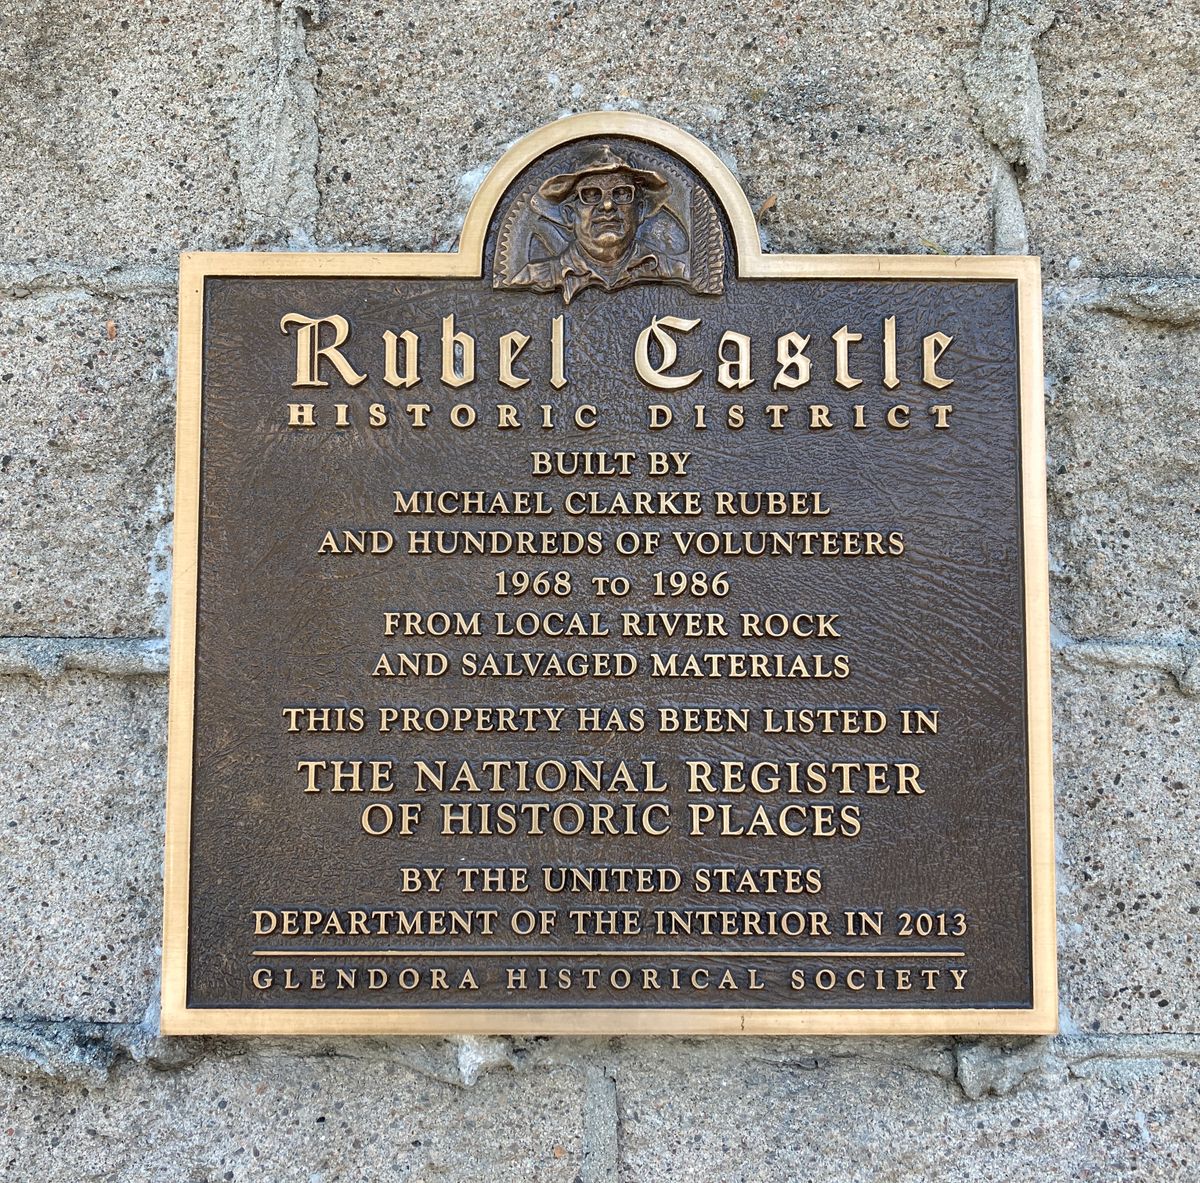 Rubel Castle
HISTORIC DISTRICT
BUILT BY
MICHAEL CLARKE RUBEL
AND HUNDREDS OF VOLUNTEERS
1968 TO 1986
FROM LOCAL RIVER ROCK
AND SALVAGED MATERIALS
THIS PROPERTY HAS BEEN LISTED IN
THE NATIONAL REGISTER
OF HISTORIC PLACES
BY THE UNITED STATES
DEPARTMENT OF THE INTERIOR IN 2013
GLENDORA HISTORICAL SOCIETY